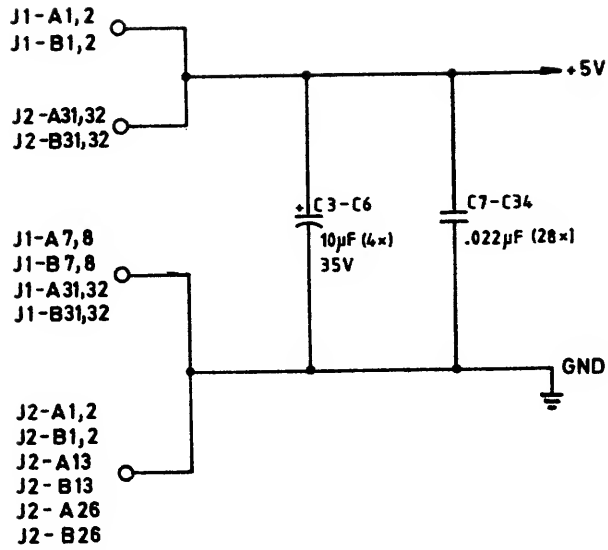 J1-A1,2
J1-B1,2
+5V
J2-A31,32
J2-B31,32
+ C3-C6
10µF (4x)
35V
C7-C34
.022µF (28x)
J1-A7,8
J1-B7,8
J1-A31,32
J1-B31,32
GND
J2-A1,2
J2-B1,2
J2-A13
J2-B13
J2-A26
J2-B26